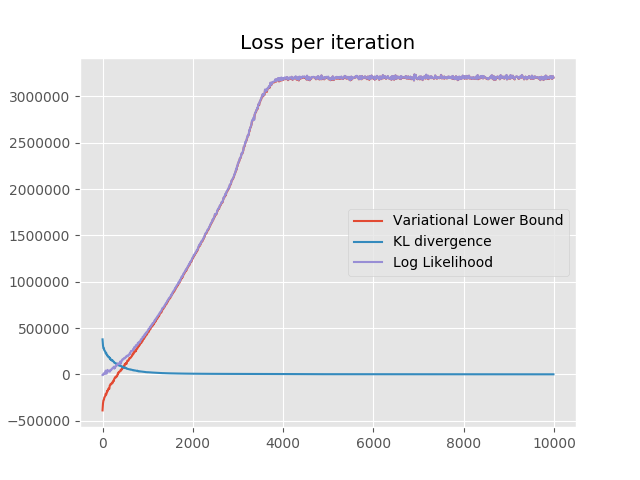 Loss per iteration
3000000
2500000
2000000
1500000
1000000
500000
0
−500000
Variational Lower Bound
KL divergence
Log Likelihood
0 2000 4000 6000 8000 10000